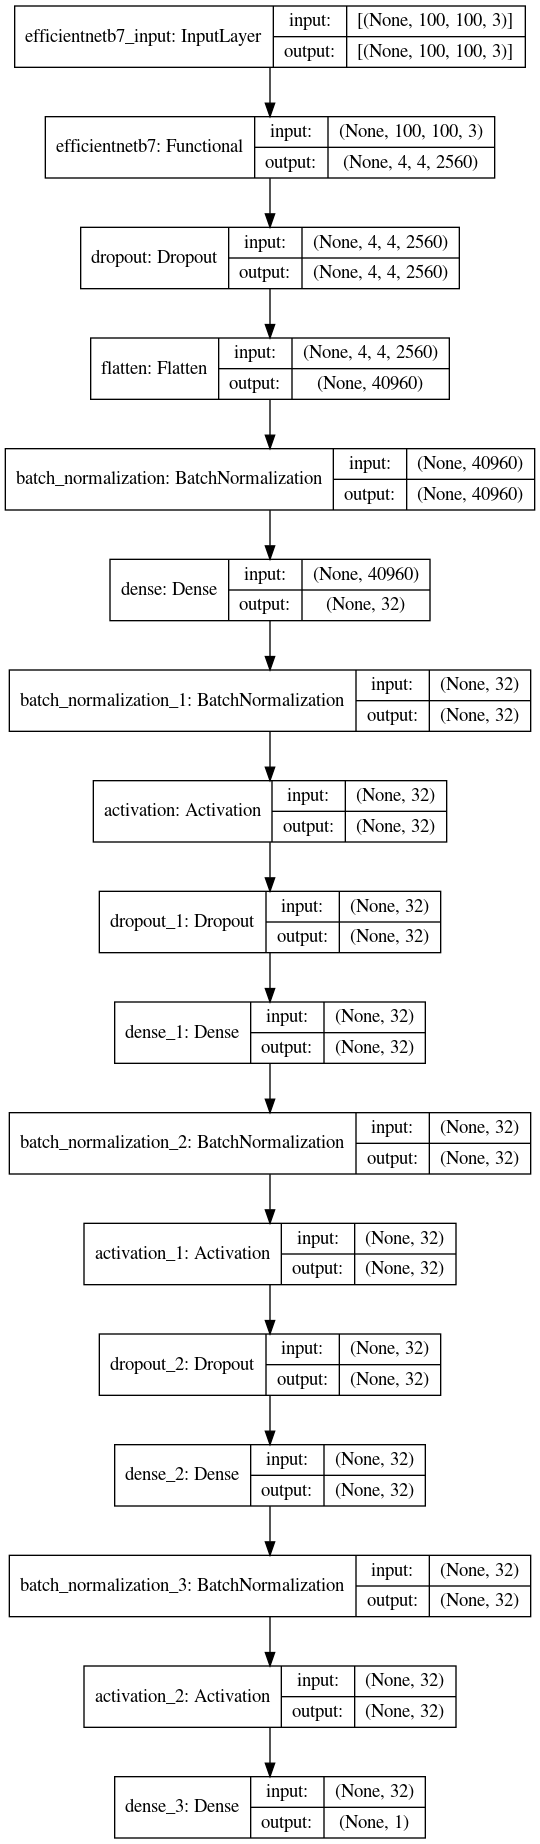 efficientnetb7_input: InputLayer
input: [(None, 100, 100, 3)]
output: [(None, 100, 100, 3)]
efficientnetb7: Functional
input: (None, 100, 100, 3)
output: (None, 4, 4, 2560)
dropout: Dropout
input: (None, 4, 4, 2560)
output: (None, 4, 4, 2560)
flatten: Flatten
input: (None, 4, 4, 2560)
output: (None, 40960)
batch_normalization: BatchNormalization
input: (None, 40960)
output: (None, 40960)
dense: Dense
input: (None, 40960)
output: (None, 32)
batch_normalization_1: BatchNormalization
input: (None, 32)
output: (None, 32)
activation: Activation
input: (None, 32)
output: (None, 32)
dropout_1: Dropout
input: (None, 32)
output: (None, 32)
dense_1: Dense
input: (None, 32)
output: (None, 32)
batch_normalization_2: BatchNormalization
input: (None, 32)
output: (None, 32)
activation_1: Activation
input: (None, 32)
output: (None, 32)
dropout_2: Dropout
input: (None, 32)
output: (None, 32)
dense_2: Dense
input: (None, 32)
output: (None, 32)
batch_normalization_3: BatchNormalization
input: (None, 32)
output: (None, 32)
activation_2: Activation
input: (None, 32)
output: (None, 32)
dense_3: Dense
input: (None, 32)
output: (None, 1)